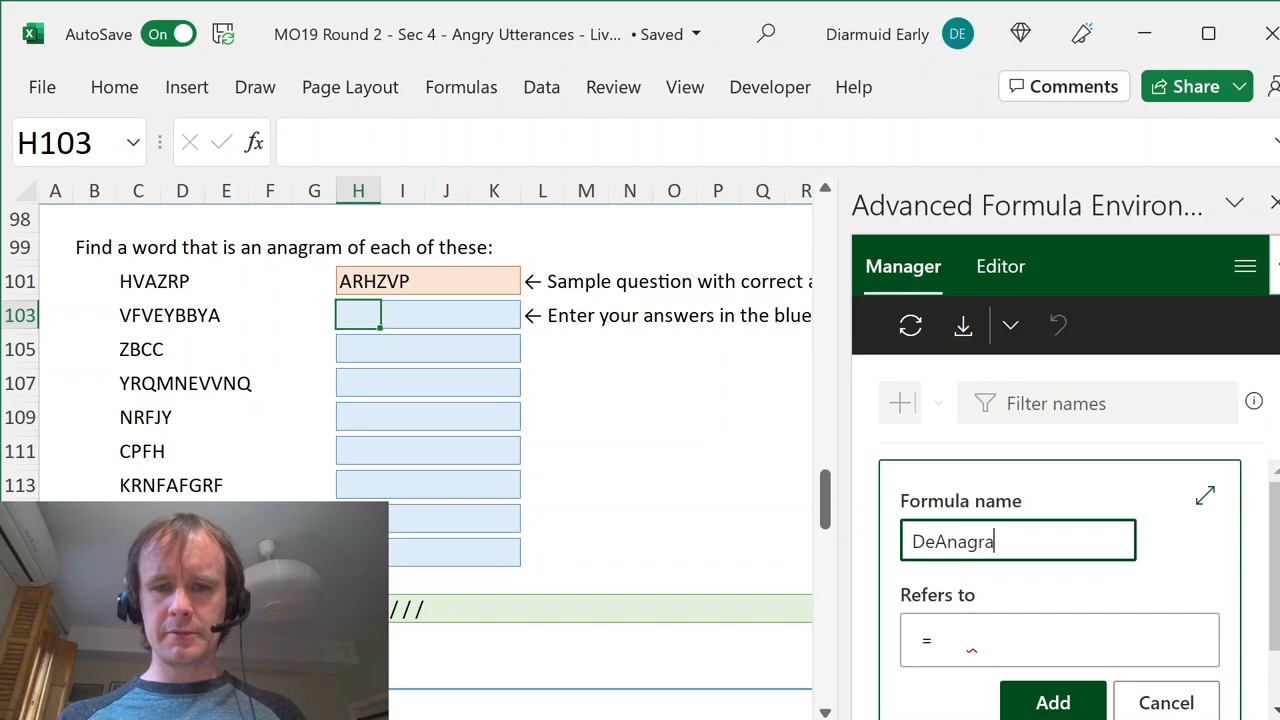 AutoSave On MO19 Round 2 - Sec 4 - Angry Utterances - Liv... • Saved Diarmuid Early DE
File Home Insert Draw Page Layout Formulas Data Review View Developer Help Comments Share
H103 fx
A B C D E F G H I J K L M N O P Q R
98
99 Find a word that is an anagram of each of these:
101 HVAZRP ARHZVP ← Sample question with correct a
103 VFVEYBBYA ← Enter your answers in the blue
105 ZBCC
107 YRQMNEVVNQ
109 NRFJY
111 CPFH
113 KRNFAFGRF
///
Advanced Formula Environ...
Manager Editor
Filter names
Formula name
DeAnagra
Refers to
=
Add Cancel